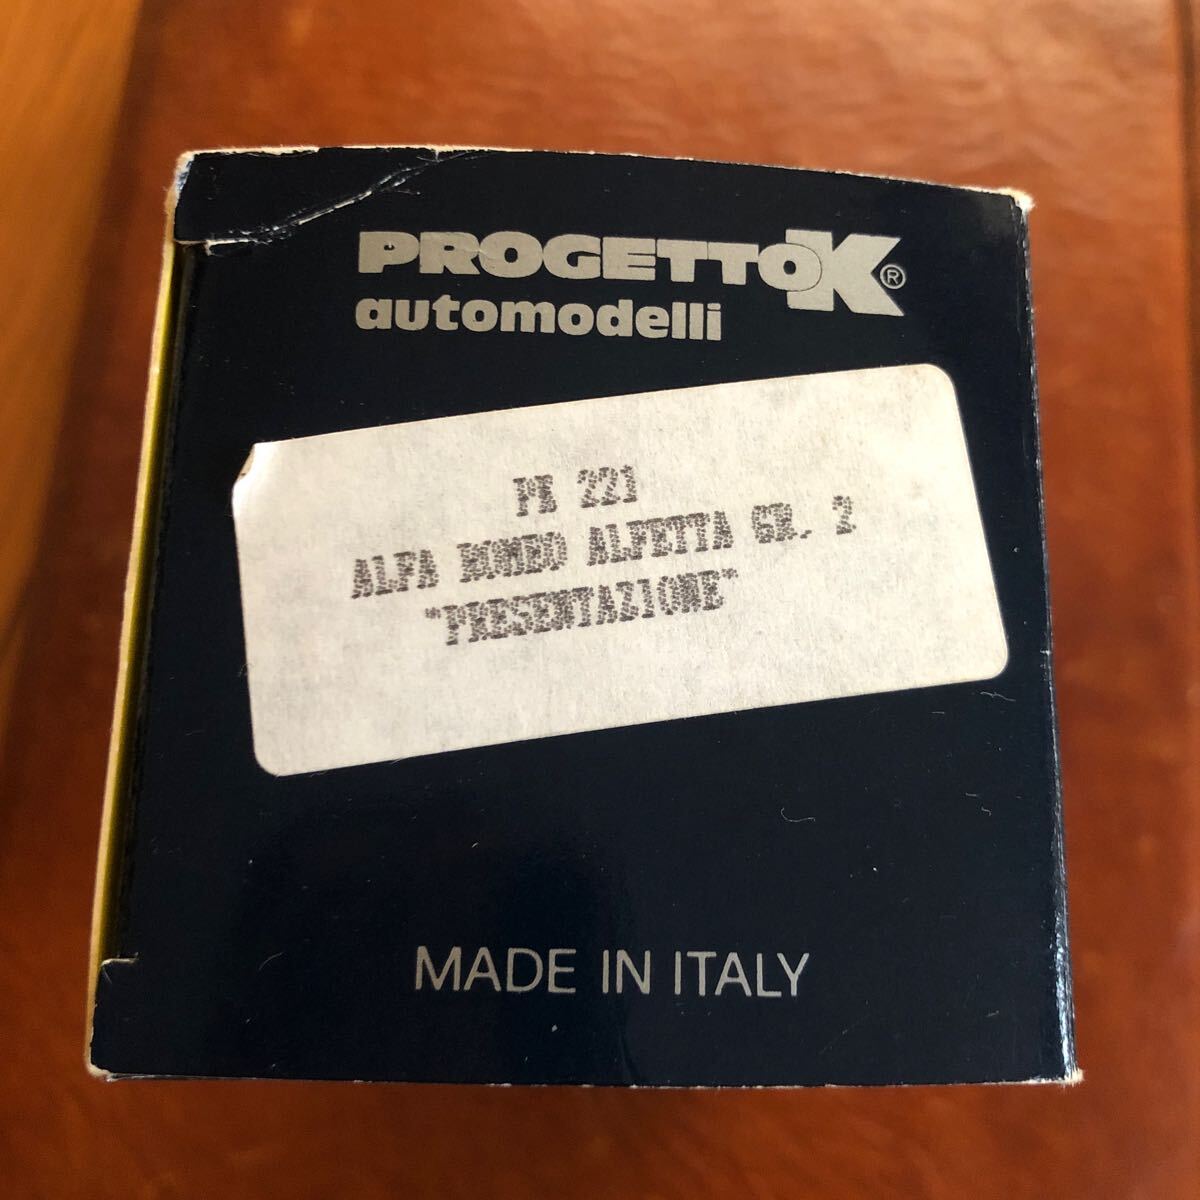 PROGETTOK®
automodelli
PK 221
ALFA ROMEO ALFETTA GR. 2
"PRESENTAZIONE"
MADE IN ITALY